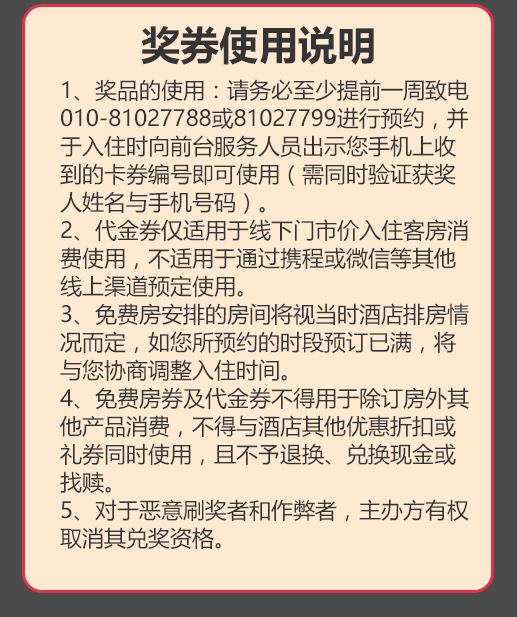 奖券使用说明
1、奖品的使用：请务必至少提前一周致电
010-81027788或81027799进行预约，并
于入住时向前台服务人员出示您手机上收
到的卡券编号即可使用（需同时验证获奖
人姓名与手机号码）。
2、代金券仅适用于线下门市价入住客房消
费使用，不适用于通过携程或微信等其他
线上渠道预定使用。
3、免费房安排的房间将视当时酒店排房情
况而定，如您所预约的时段预订已满，将
与您协商调整入住时间。
4、免费房券及代金券不得用于除订房外其
他产品消费，不得与酒店其他优惠折扣或
礼券同时使用，且不予退换、兑换现金或
找赎。
5、对于恶意刷奖者和作弊者，主办方有权
取消其兑奖资格。